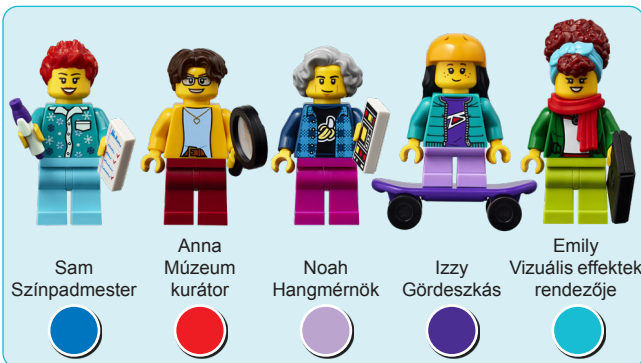 Sam
Színpadmester
Anna
Múzeum
kurátor
Noah
Hangmérnök
Izzy
Gördeszkás
Emily
Vizuális effektek
rendezője